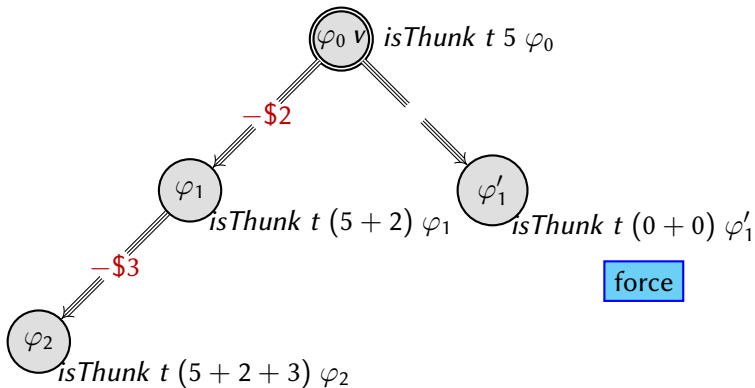 φ₀ v isThunk t 5 φ₀
−$2
φ₁ φ′₁
isThunk t (5 + 2) φ₁ isThunk t (0 + 0) φ′₁
−$3 force
φ₂
isThunk t (5 + 2 + 3) φ₂